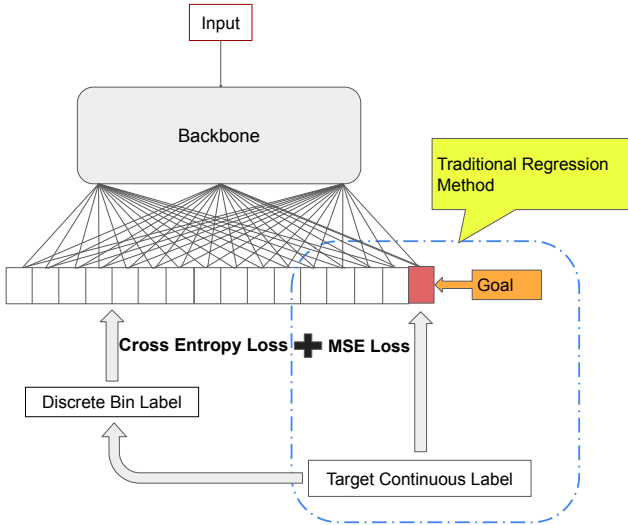 Input
Backbone
Traditional Regression
Method
Goal
Cross Entropy Loss
MSE Loss
Discrete Bin Label
Target Continuous Label